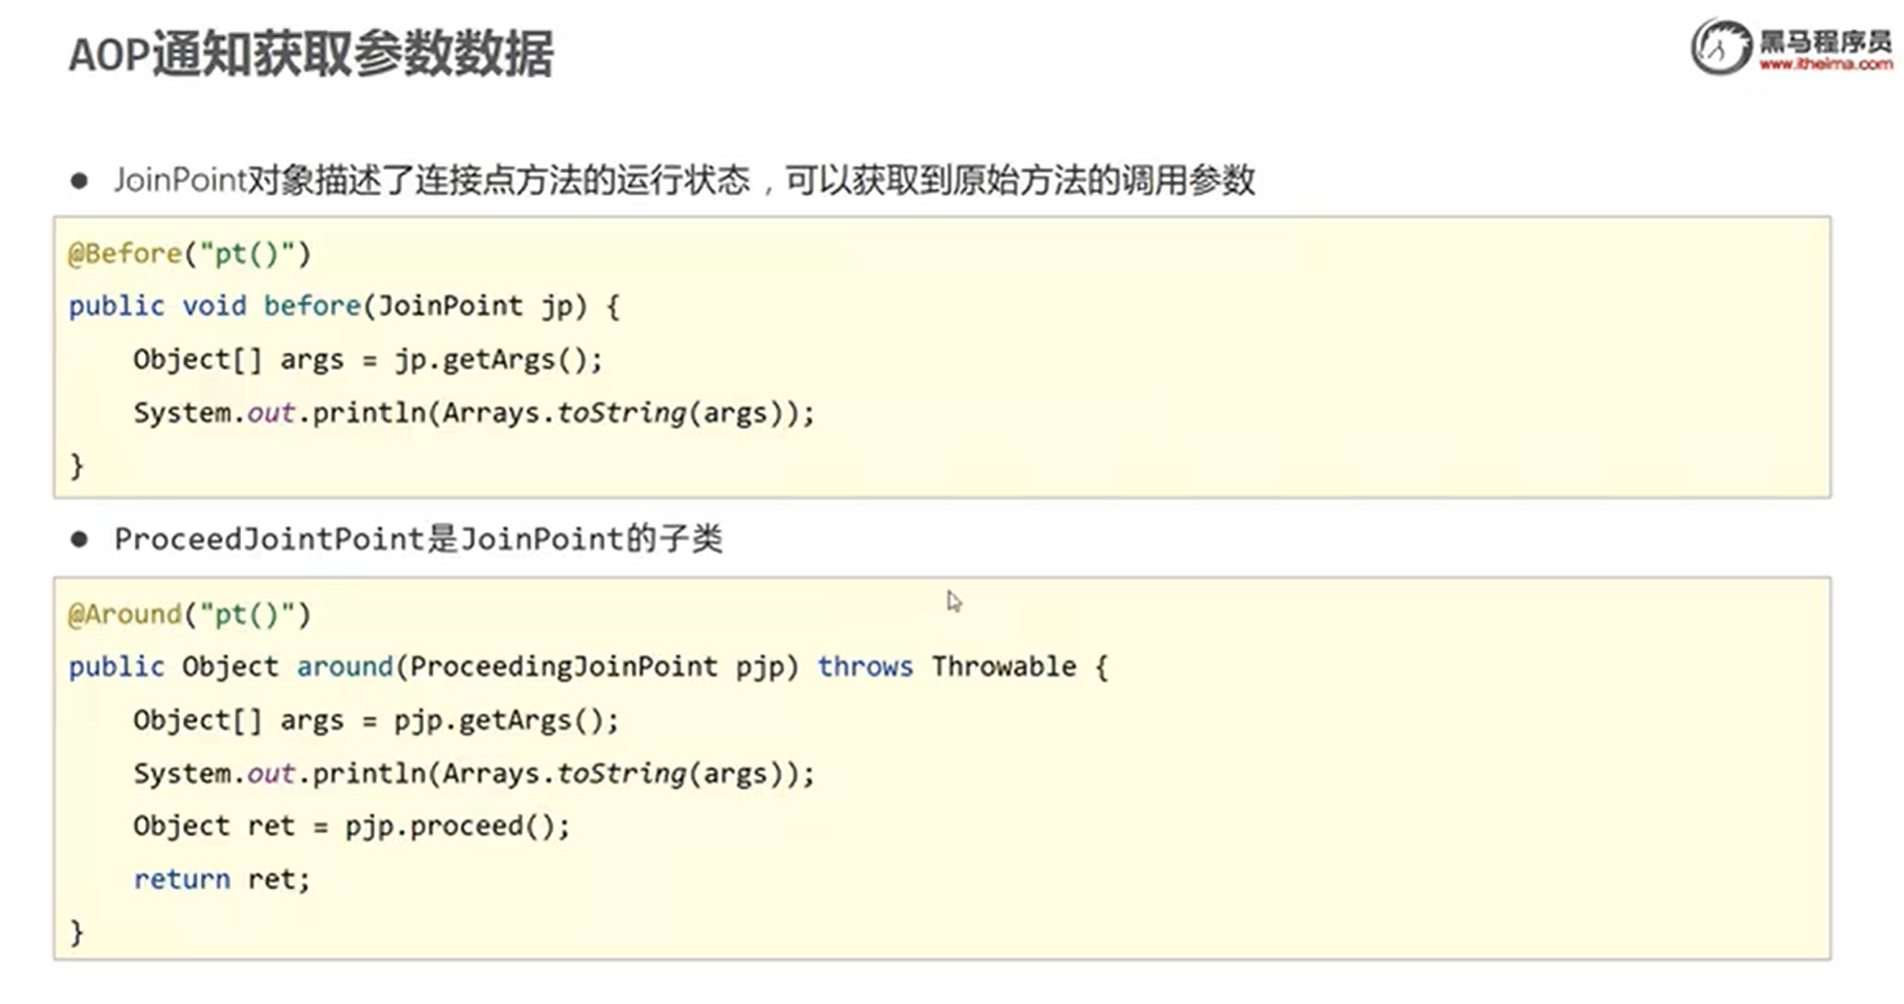 AOP通知获取参数数据
黑马程序员
www.itheima.com
● JoinPoint对象描述了连接点方法的运行状态，可以获取到原始方法的调用参数
@Before("pt()")
public void before(JoinPoint jp) {
    Object[] args = jp.getArgs();
    System.out.println(Arrays.toString(args));
}
● ProceedJointPoint是JoinPoint的子类
@Around("pt()")
public Object around(ProceedingJoinPoint pjp) throws Throwable {
    Object[] args = pjp.getArgs();
    System.out.println(Arrays.toString(args));
    Object ret = pjp.proceed();
    return ret;
}